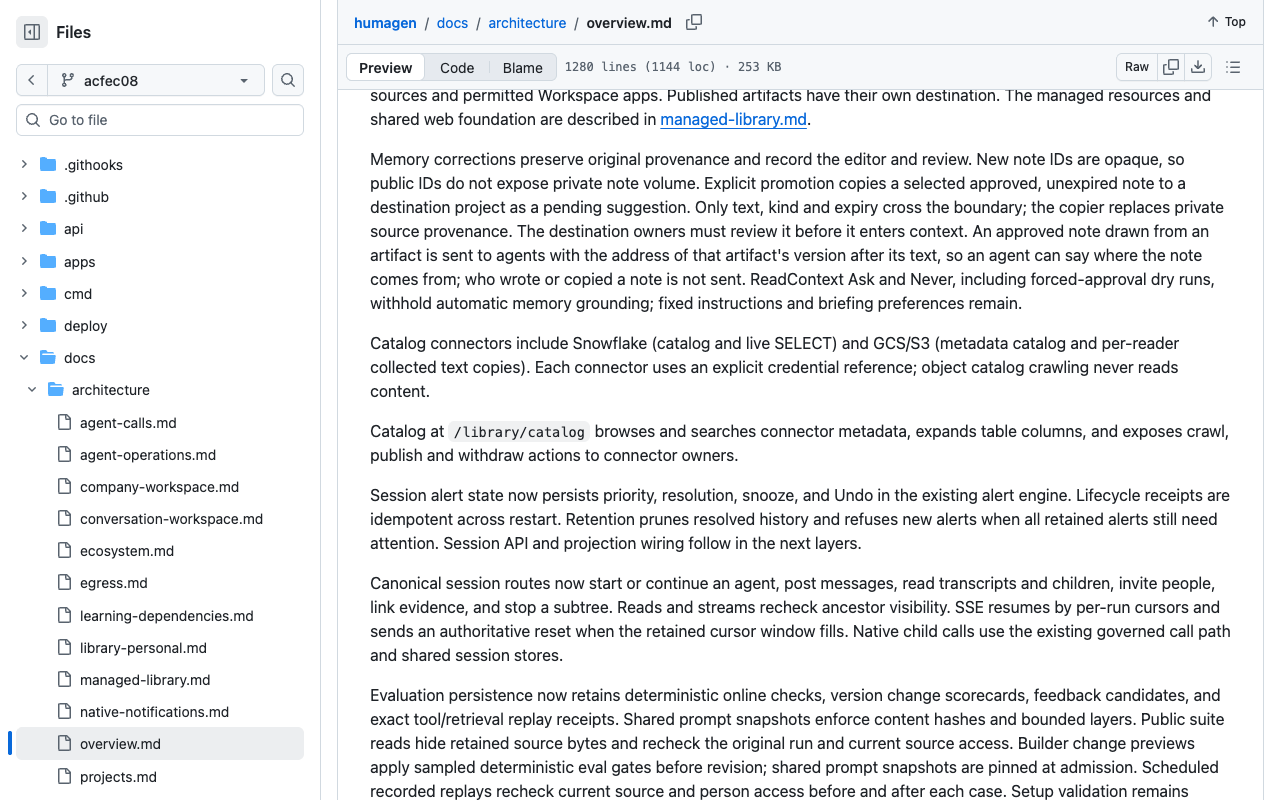 Files
humagen / docs / architecture / overview.md
Top
acfec08
Preview Code Blame 1280 lines (1144 loc) · 253 KB
Raw
Go to file
.githooks
.github
api
apps
cmd
deploy
docs
architecture
agent-calls.md
agent-operations.md
company-workspace.md
conversation-workspace.md
ecosystem.md
egress.md
learning-dependencies.md
library-personal.md
managed-library.md
native-notifications.md
overview.md
projects.md
sources and permitted Workspace apps. Published artifacts have their own destination. The managed resources and
shared web foundation are described in managed-library.md.
Memory corrections preserve original provenance and record the editor and review. New note IDs are opaque, so
public IDs do not expose private note volume. Explicit promotion copies a selected approved, unexpired note to a
destination project as a pending suggestion. Only text, kind and expiry cross the boundary; the copier replaces private
source provenance. The destination owners must review it before it enters context. An approved note drawn from an
artifact is sent to agents with the address of that artifact's version after its text, so an agent can say where the note
comes from; who wrote or copied a note is not sent. ReadContext Ask and Never, including forced-approval dry runs,
withhold automatic memory grounding; fixed instructions and briefing preferences remain.
Catalog connectors include Snowflake (catalog and live SELECT) and GCS/S3 (metadata catalog and per-reader
collected text copies). Each connector uses an explicit credential reference; object catalog crawling never reads
content.
Catalog at /library/catalog browses and searches connector metadata, expands table columns, and exposes crawl,
publish and withdraw actions to connector owners.
Session alert state now persists priority, resolution, snooze, and Undo in the existing alert engine. Lifecycle receipts are
idempotent across restart. Retention prunes resolved history and refuses new alerts when all retained alerts still need
attention. Session API and projection wiring follow in the next layers.
Canonical session routes now start or continue an agent, post messages, read transcripts and children, invite people,
link evidence, and stop a subtree. Reads and streams recheck ancestor visibility. SSE resumes by per-run cursors and
sends an authoritative reset when the retained cursor window fills. Native child calls use the existing governed call path
and shared session stores.
Evaluation persistence now retains deterministic online checks, version change scorecards, feedback candidates, and
exact tool/retrieval replay receipts. Shared prompt snapshots enforce content hashes and bounded layers. Public suite
reads hide retained source bytes and recheck the original run and current source access. Builder change previews
apply sampled deterministic eval gates before revision; shared prompt snapshots are pinned at admission. Scheduled
recorded replays recheck current source and person access before and after each case. Setup validation remains